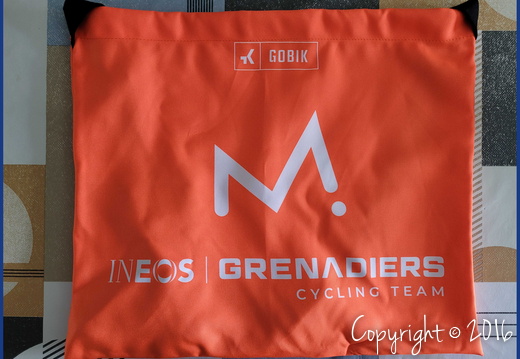 GOBIK
M.
INEOS | GRENADIERS
CYCLING TEAM
Copyright © 2016